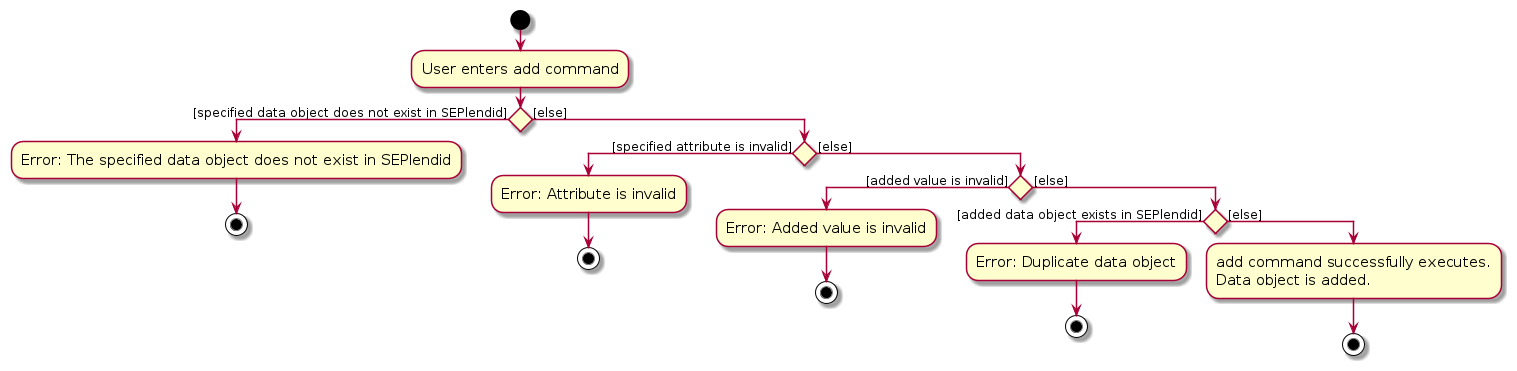 User enters add command
[specified data object does not exist in SEPlendid]
[else]
Error: The specified data object does not exist in SEPlendid
[specified attribute is invalid]
[else]
Error: Attribute is invalid
[added value is invalid]
[else]
Error: Added value is invalid
[added data object exists in SEPlendid]
[else]
Error: Duplicate data object
add command successfully executes.
Data object is added.